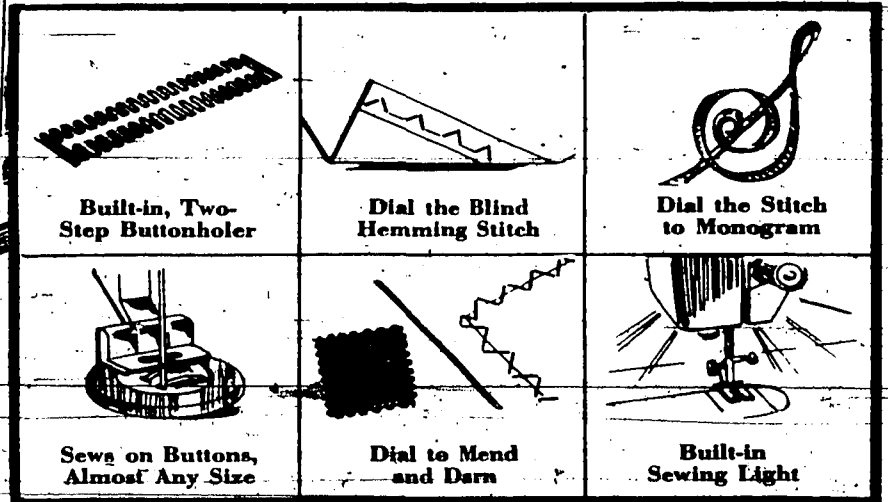 Built-in, Two-
Step Buttonholer
Dial the Blind
Hemming Stitch
Dial the Stitch
to Monogram
Sews on Buttons,
Almost Any Size
Dial to Mend
and Darn
Built-in
Sewing Light